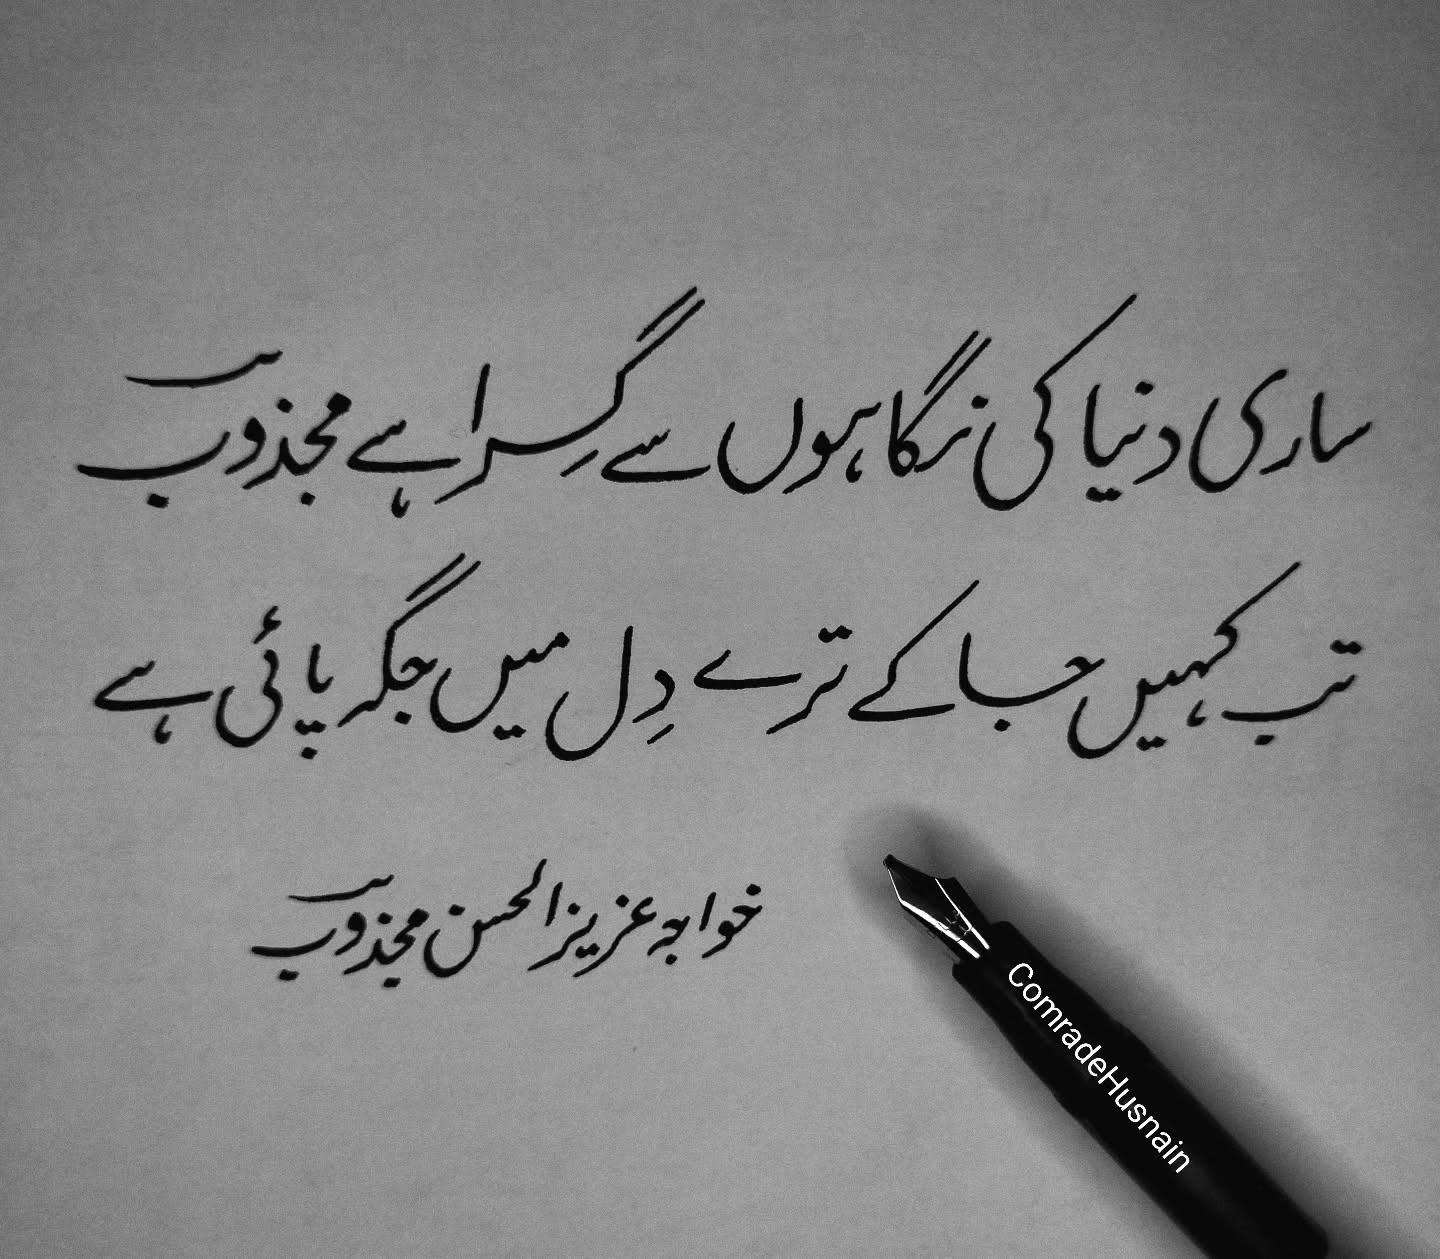 ساری دنیا کی نگاہوں سے گِرا ہے مجذوبؔ
تب کہیں جا کے ترے دِل میں جگہ پائی ہے
خواجہ عزیز الحسن مجذوبؔ
ComradeHusnain